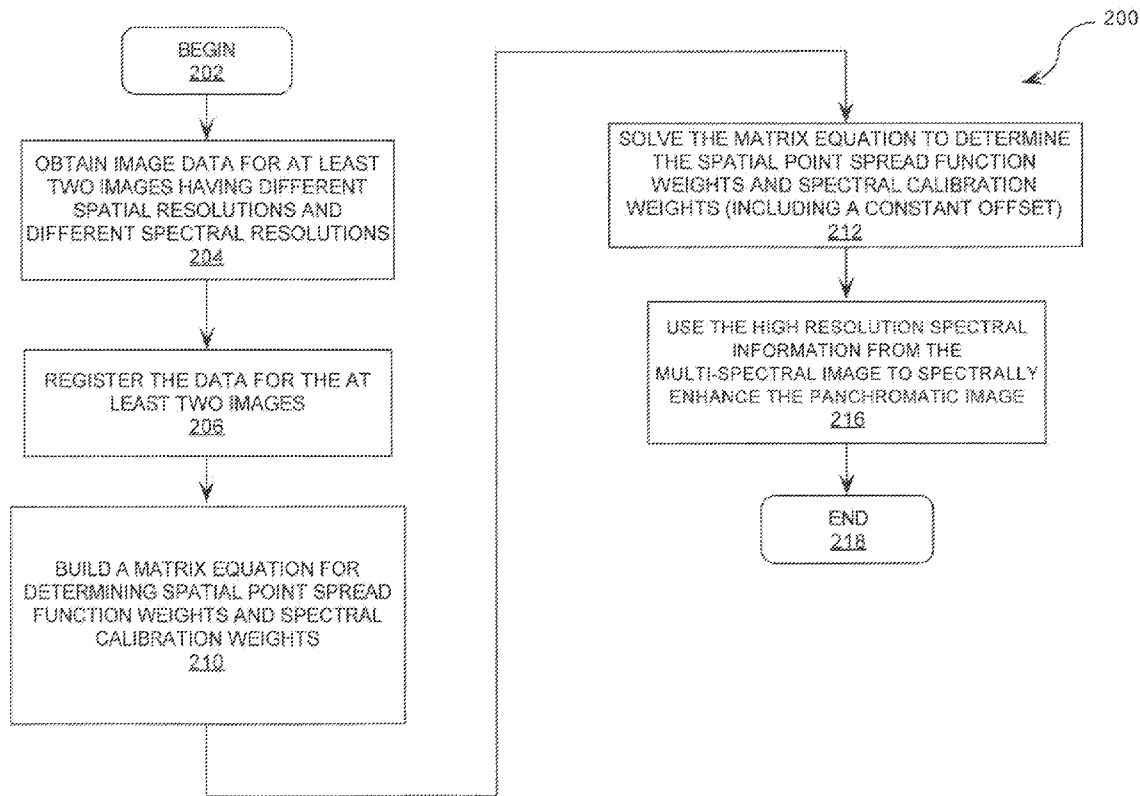 200
BEGIN
202
OBTAIN IMAGE DATA FOR AT LEAST
TWO IMAGES HAVING DIFFERENT
SPATIAL RESOLUTIONS AND
DIFFERENT SPECTRAL RESOLUTIONS
204
REGISTER THE DATA FOR THE AT
LEAST TWO IMAGES
206
BUILD A MATRIX EQUATION FOR
DETERMINING SPATIAL POINT SPREAD
FUNCTION WEIGHTS AND SPECTRAL
CALIBRATION WEIGHTS
210
SOLVE THE MATRIX EQUATION TO DETERMINE
THE SPATIAL POINT SPREAD FUNCTION
WEIGHTS AND SPECTRAL CALIBRATION
WEIGHTS (INCLUDING A CONSTANT OFFSET)
212
USE THE HIGH RESOLUTION SPECTRAL
INFORMATION FROM THE
MULTI-SPECTRAL IMAGE TO SPECTRALLY
ENHANCE THE PANCHROMATIC IMAGE
216
END
218